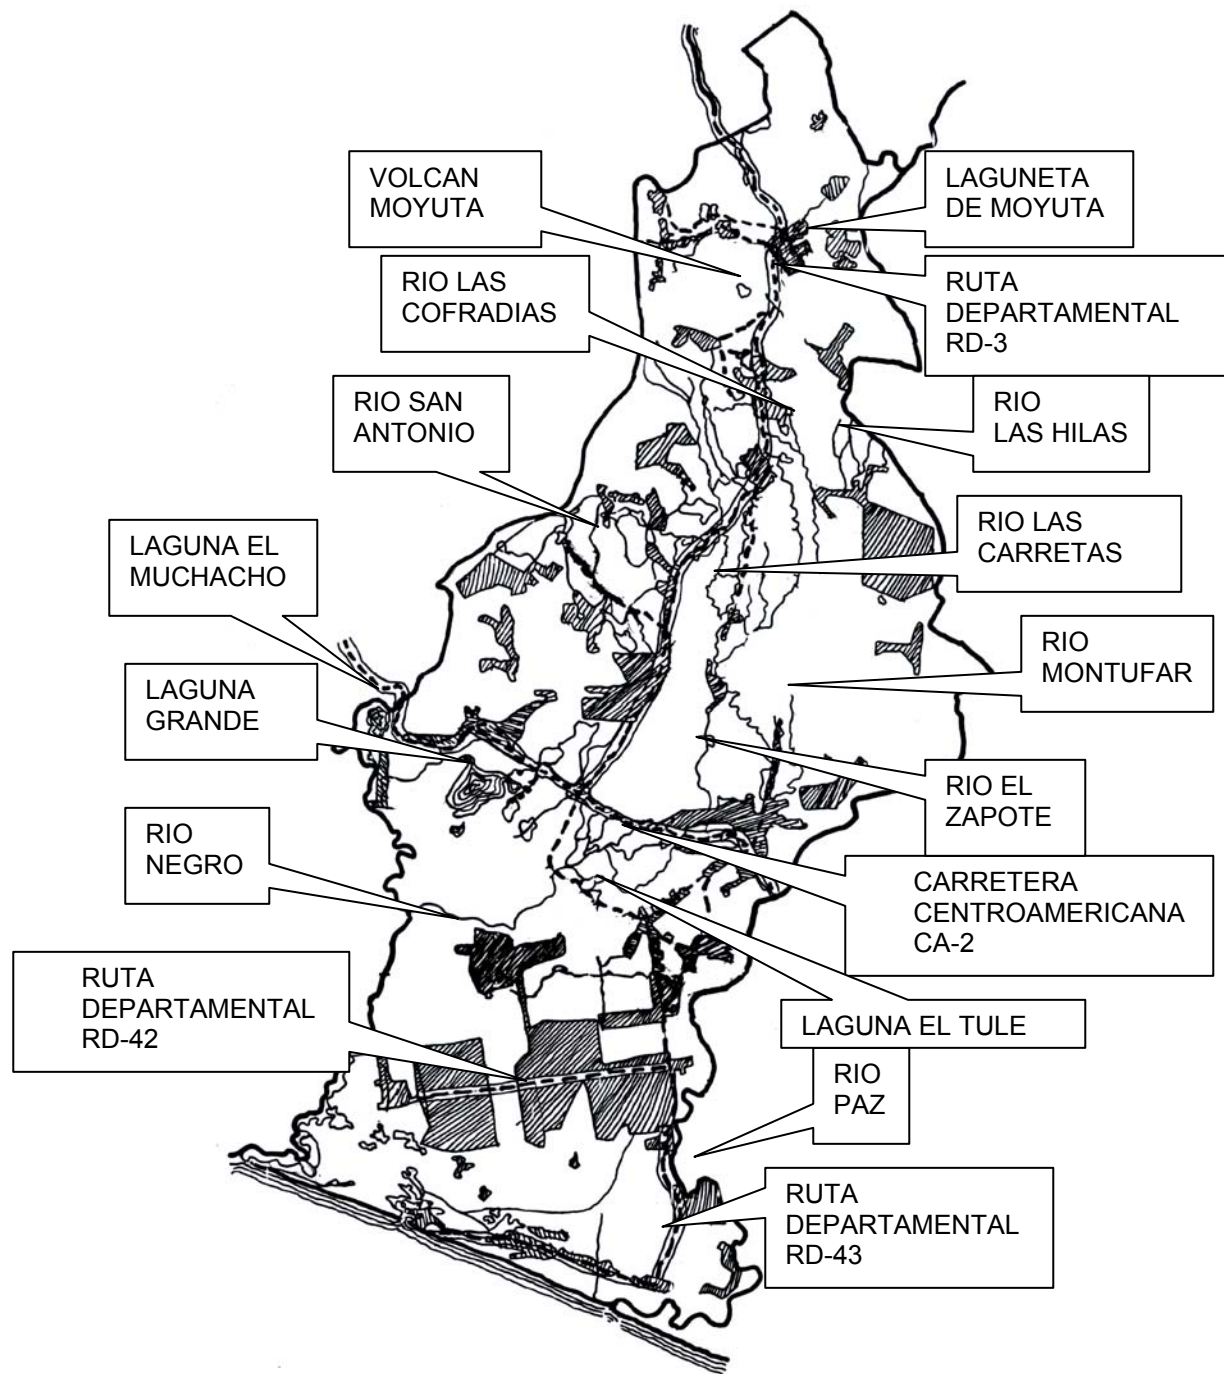 VOLCAN
MOYUTA
LAGUNETA
DE MOYUTA
RIO LAS
COFRADIAS
RUTA
DEPARTAMENTAL
RD-3
RIO SAN
ANTONIO
RIO
LAS HILAS
RIO LAS
CARRETAS
LAGUNA EL
MUCHACHO
RIO
MONTUFAR
LAGUNA
GRANDE
RIO EL
ZAPOTE
RIO
NEGRO
CARRETERA
CENTROAMERICANA
CA-2
RUTA
DEPARTAMENTAL
RD-42
LAGUNA EL TULE
RIO
PAZ
RUTA
DEPARTAMENTAL
RD-43